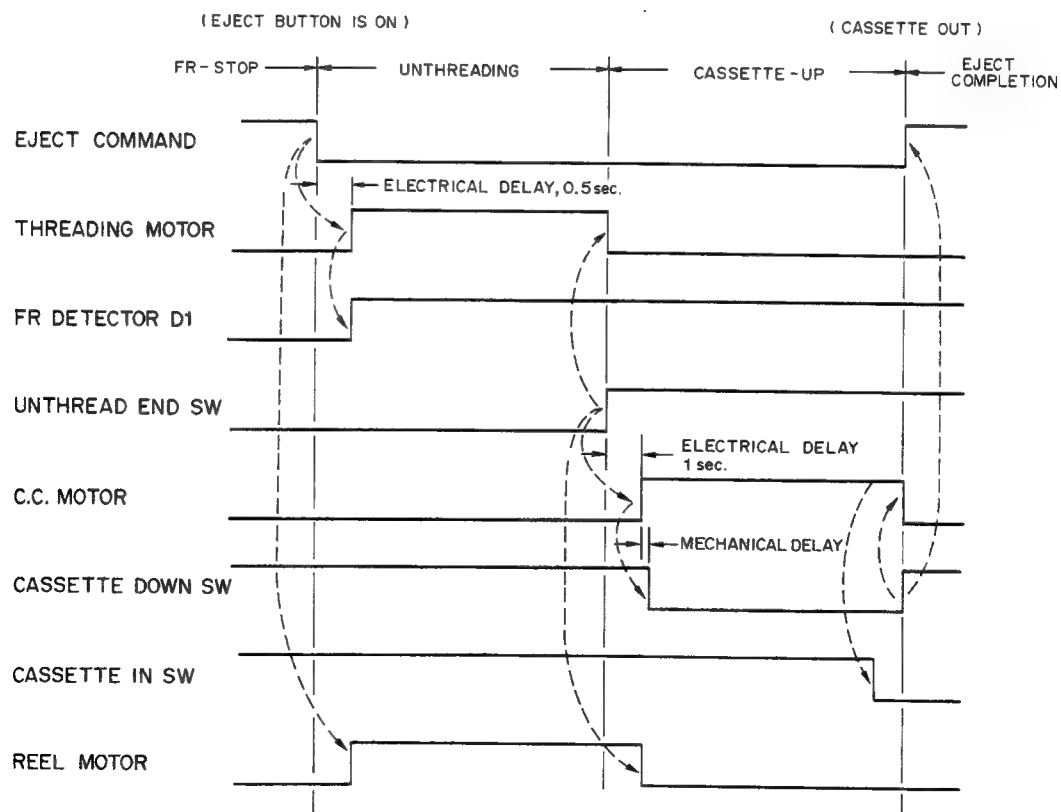 (EJECT BUTTON IS ON)
(CASSETTE OUT)
FR-STOP
UNTHREADING
CASSETTE-UP
EJECT
COMPLETION
EJECT COMMAND
ELECTRICAL DELAY, 0.5 sec.
THREADING MOTOR
FR DETECTOR D1
UNTHREAD END SW
ELECTRICAL DELAY
1 sec.
C.C. MOTOR
MECHANICAL DELAY
CASSETTE DOWN SW
CASSETTE IN SW
REEL MOTOR